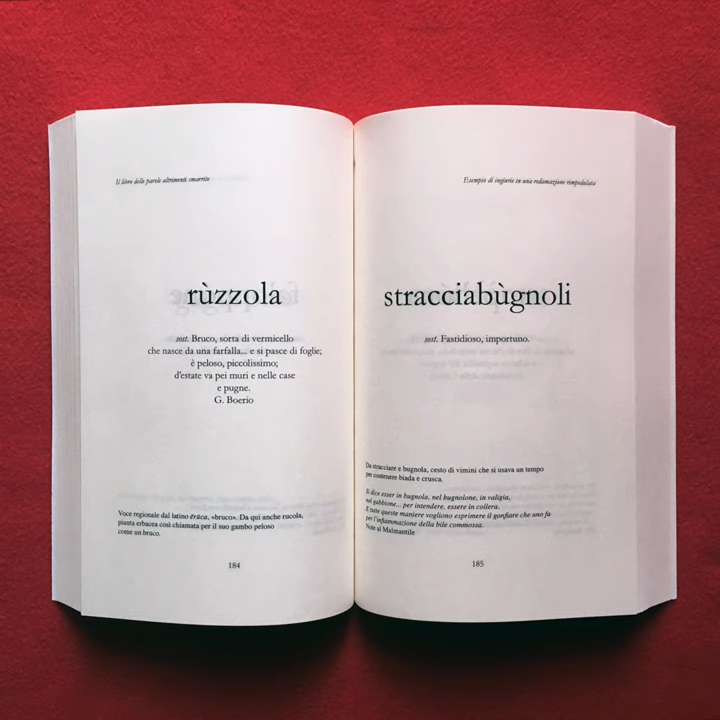 Il libro delle parole altrimenti smarrite
rùzzola
sost. Bruco, sorta di vermicello
che nasce da una farfalla... e si pasce di foglie;
è peloso, piccolissimo;
d'estate va pei muri e nelle case
e pugne.
G. Boerio
Voce regionale dal latino ērūca, «bruco». Da qui anche rucola,
pianta erbacea così chiamata per il suo gambo peloso
come un bruco.
184
Esempio di ingiurie in una redamazione rimpedulata
stracciabùgnoli
sost. Fastidioso, importuno.
Da stracciare e bugnola, cesto di vimini che si usava un tempo
per contenere biada e crusca.
Si dice esser in bugnola, nel bugnolone, in valigia,
nel gabbione... per intendere, essere in collera.
E tutte queste maniere vogliono esprimere il gonfiare che uno fa
per l'infiammazione della bile commossa.
Note al Malmantile
185